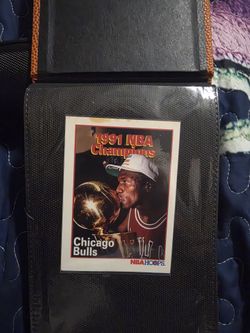 1991 NBA
Champions
Chicago
Bulls
NBA HOOPS